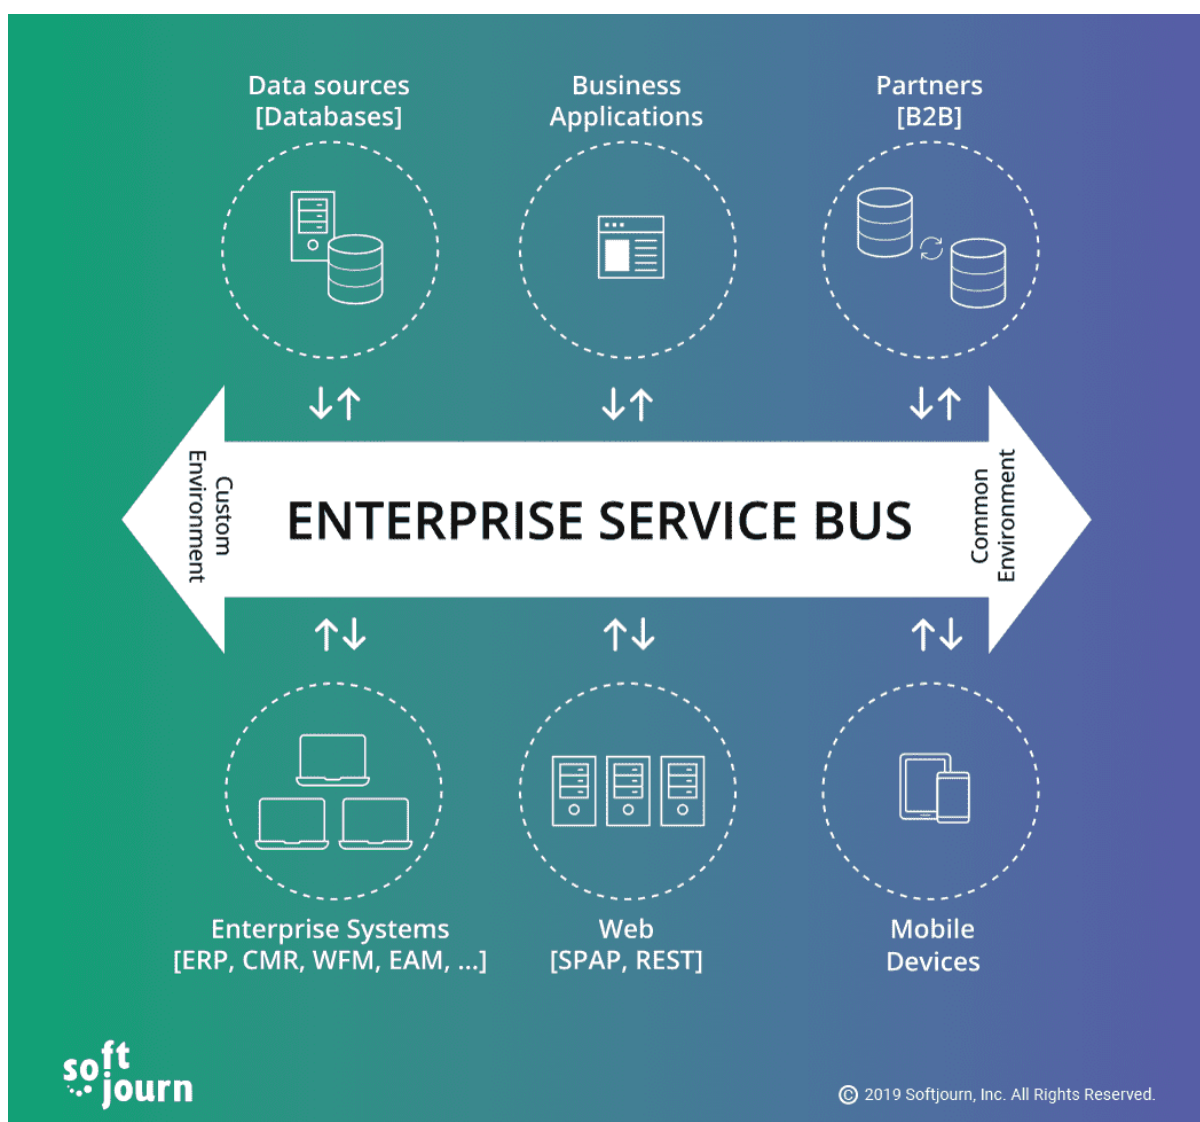 Data sources
[Databases]
Business
Applications
Partners
[B2B]
Custom
Environment
ENTERPRISE SERVICE BUS
Common
Environment
Enterprise Systems
[ERP, CMR, WFM, EAM, ...]
Web
[SPAP, REST]
Mobile
Devices
soft
journ
© 2019 Softjourn, Inc. All Rights Reserved.